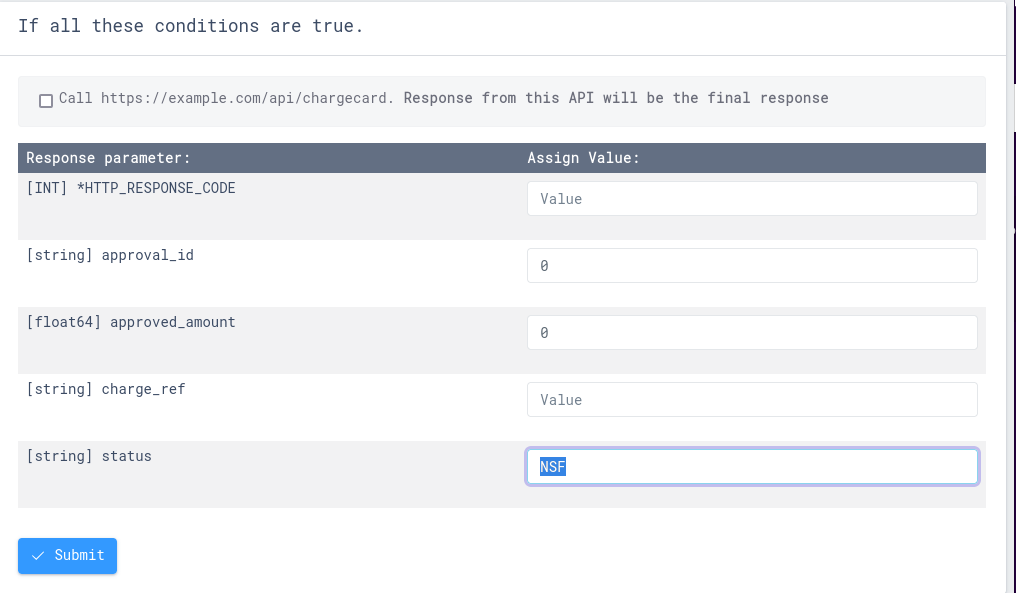 If all these conditions are true.
Call https://example.com/api/chargecard. Response from this API will be the final response
Response parameter: Assign Value:
[INT] *HTTP_RESPONSE_CODE Value
[string] approval_id 0
[float64] approved_amount 0
[string] charge_ref Value
[string] status NSF
Submit